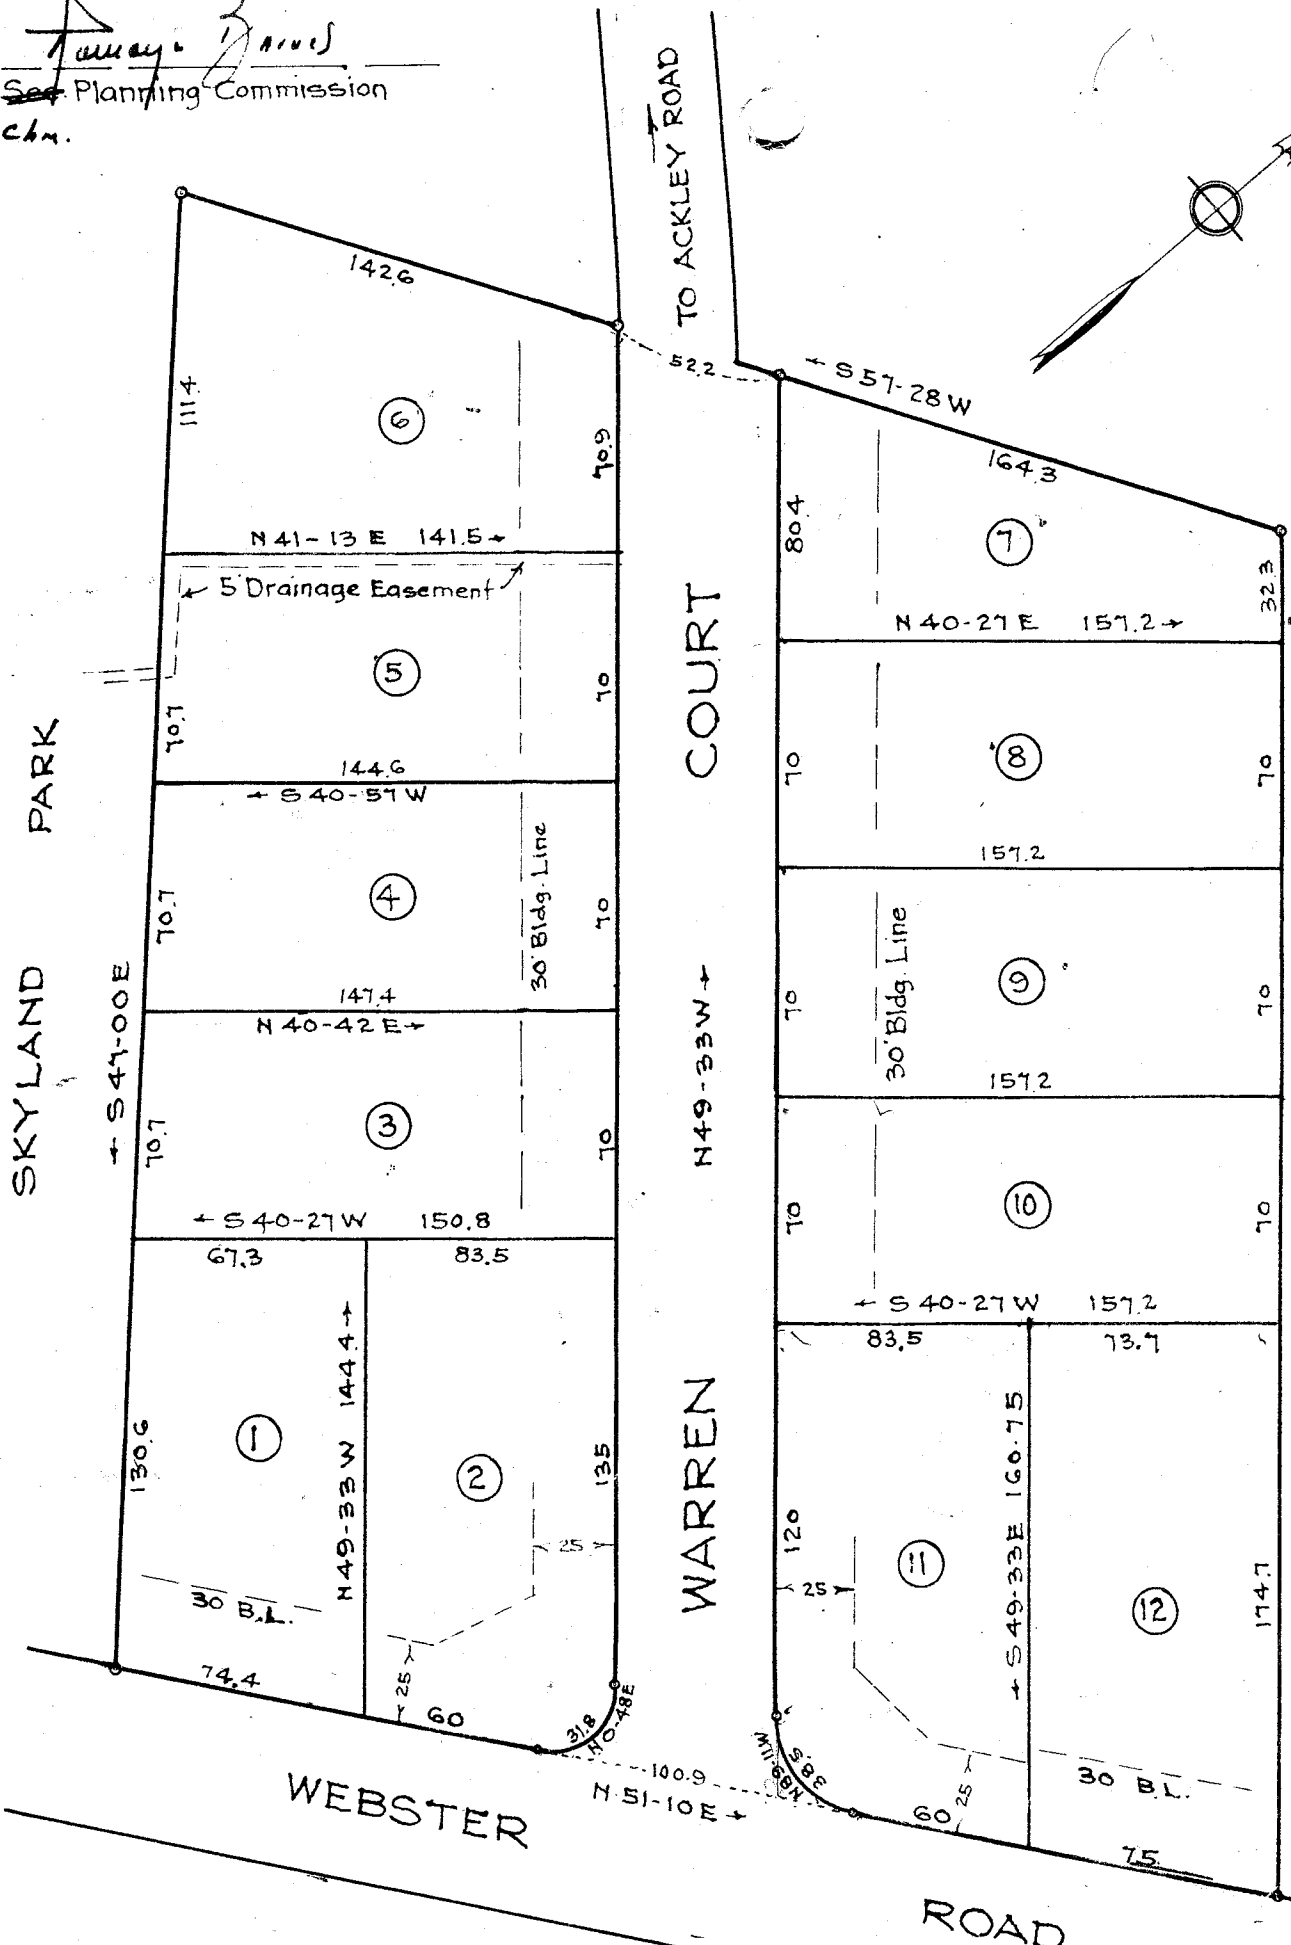 Planning Commission
Chm.
TO ACKLEY ROAD
142.6
52.2
← S 57-28 W
164.3
111.4
6
70.9
80.4
7
32.3
N 41-13 E 141.5 →
5' Drainage Easement
N 40-27 E 157.2 →
5
70.7
70
144.6
← S 40-57 W
COURT
70
8
70
157.2
SKYLAND PARK
← S 47-00 E
4
70.7
30' Bldg. Line
70
147.4
N 40-42 E →
N 49-33 W →
70
30' Bldg. Line
9
70
157.2
3
70.7
70
← S 40-27 W 150.8
67.3
83.5
70
10
70
← S 40-27 W 157.2
83.5
73.7
130.6
1
N 49-33 W 144.4 →
2
135
25
30 B.L.
74.4
25
60
31.8
N 0-48 E
WARREN
120
25
11
← S 49-33 E 160.75
12
174.7
N 89-11 W
38.5
25
30 B.L.
60
75
100.9
N 51-10 E →
WEBSTER
ROAD